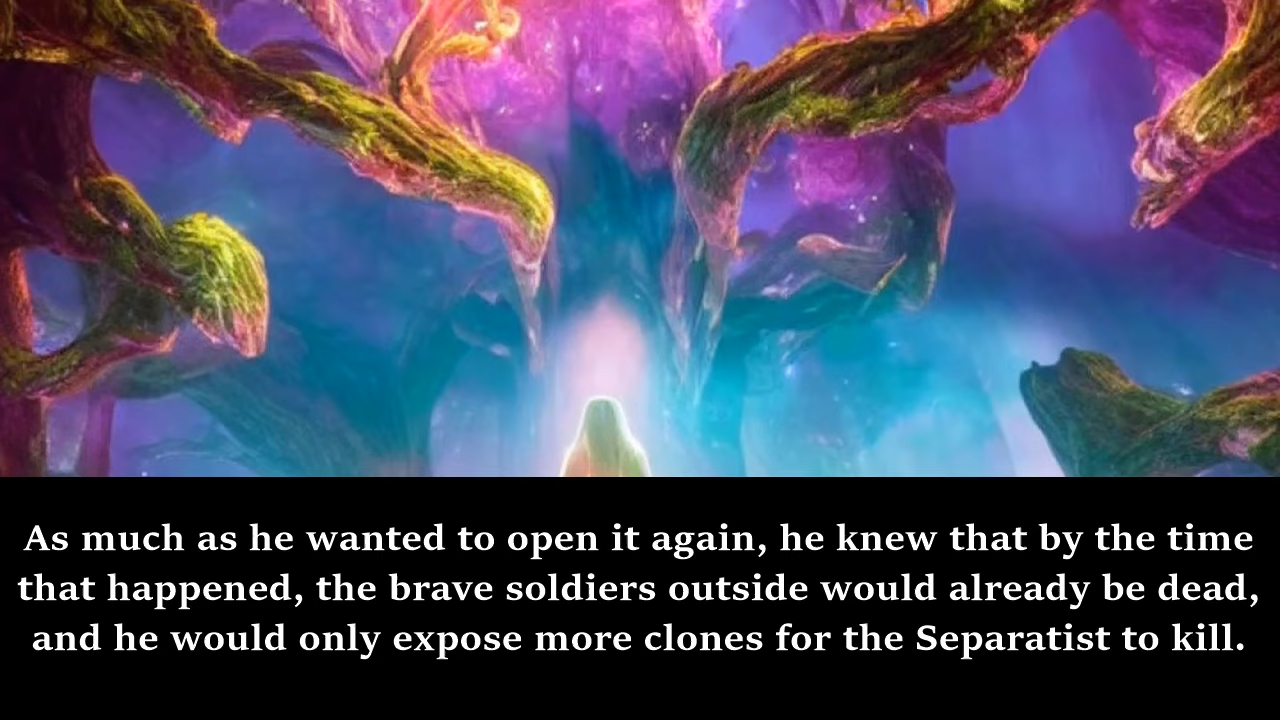 As much as he wanted to open it again, he knew that by the time
that happened, the brave soldiers outside would already be dead,
and he would only expose more clones for the Separatist to kill.